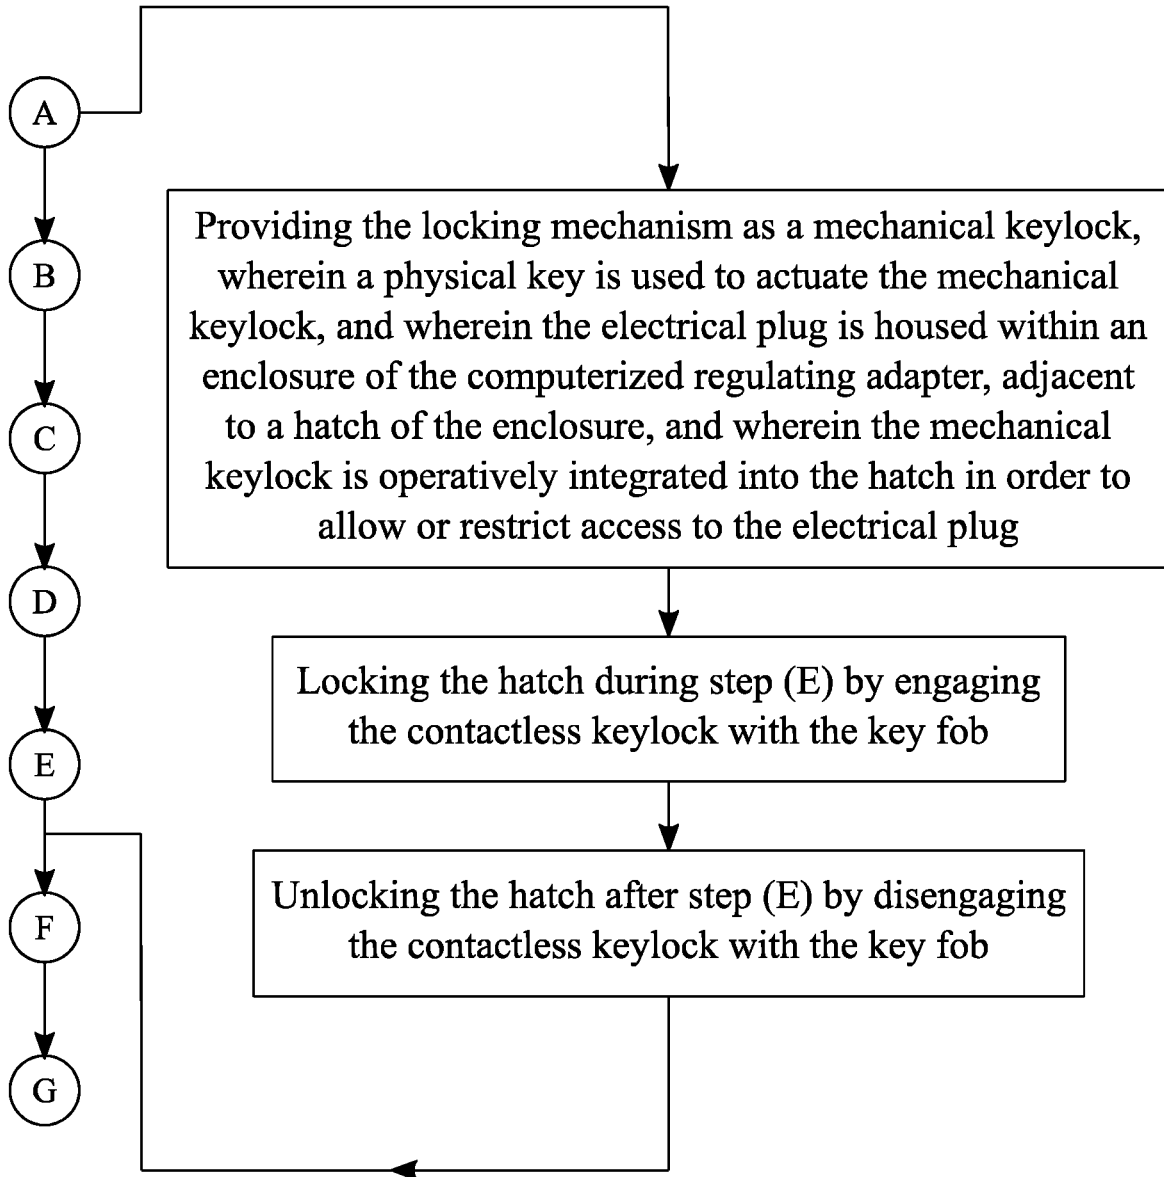 A
Providing the locking mechanism as a mechanical keylock,
wherein a physical key is used to actuate the mechanical
keylock, and wherein the electrical plug is housed within an
enclosure of the computerized regulating adapter, adjacent
to a hatch of the enclosure, and wherein the mechanical
keylock is operatively integrated into the hatch in order to
allow or restrict access to the electrical plug
B
C
D
Locking the hatch during step (E) by engaging
the contactless keylock with the key fob
E
Unlocking the hatch after step (E) by disengaging
the contactless keylock with the key fob
F
G